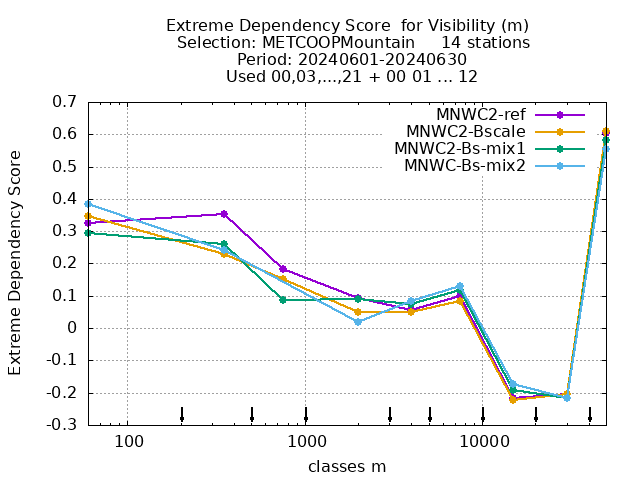 Extreme Dependency Score  for Visibility (m)
Selection: METCOOPMountain     14 stations
Period: 20240601-20240630
Used 00,03,...,21 + 00 01 ... 12
MNWC2-ref
MNWC2-Bscale
MNWC2-Bs-mix1
MNWC-Bs-mix2
Extreme Dependency Score
0.7
0.6
0.5
0.4
0.3
0.2
0.1
0
-0.1
-0.2
-0.3
100
1000
10000
classes m